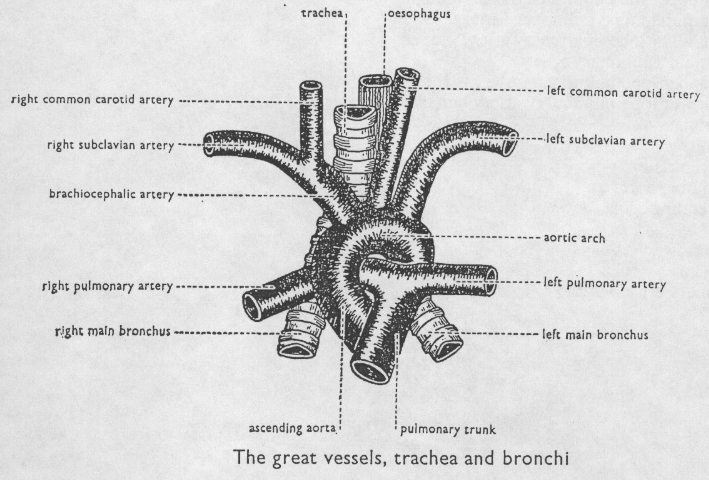 trachea
oesophagus
right common carotid artery
left common carotid artery
right subclavian artery
left subclavian artery
brachiocephalic artery
aortic arch
right pulmonary artery
left pulmonary artery
right main bronchus
left main bronchus
ascending aorta
pulmonary trunk
The great vessels, trachea and bronchi